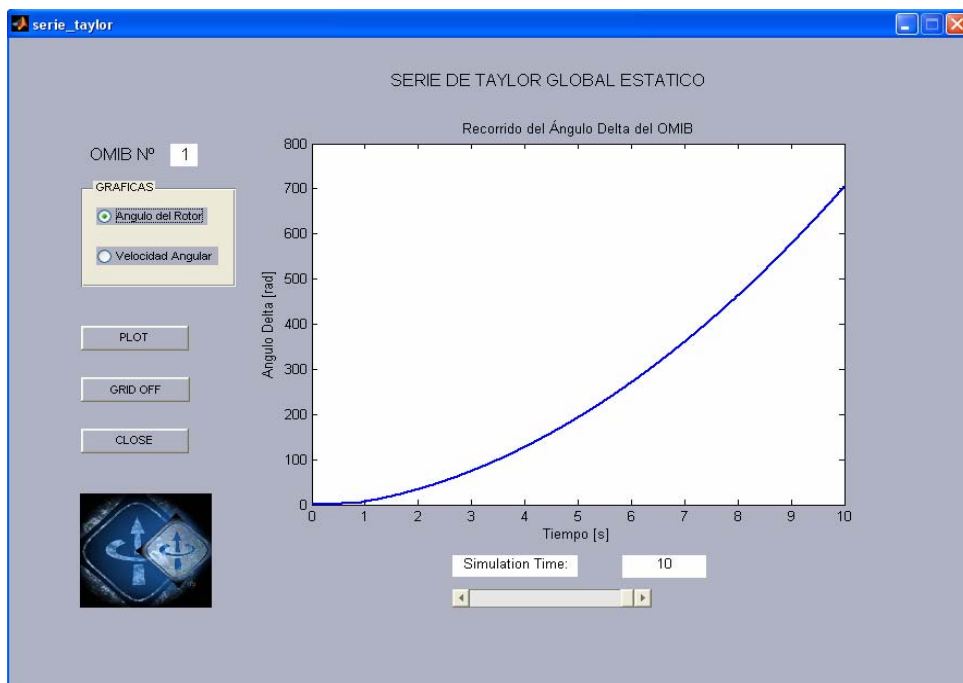 serie_taylor
SERIE DE TAYLOR GLOBAL ESTATICO
OMIB Nº 1
GRAFICAS
Angulo del Rotor
Velocidad Angular
PLOT
GRID OFF
CLOSE
Recorrido del Ángulo Delta del OMIB
Angulo Delta [rad]
800
700
600
500
400
300
200
100
0
0 1 2 3 4 5 6 7 8 9 10
Tiempo [s]
Simulation Time: 10